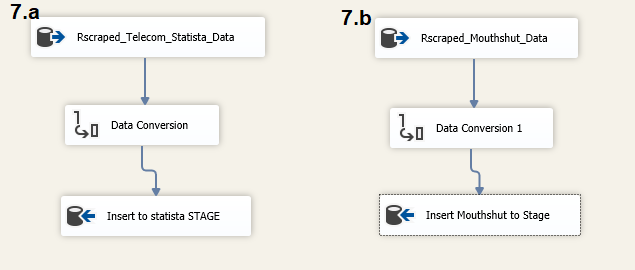 7.a
Rscraped_Telecom_Statista_Data
Data Conversion
Insert to statista STAGE
7.b
Rscraped_Mouthshut_Data
Data Conversion 1
Insert Mouthshut to Stage